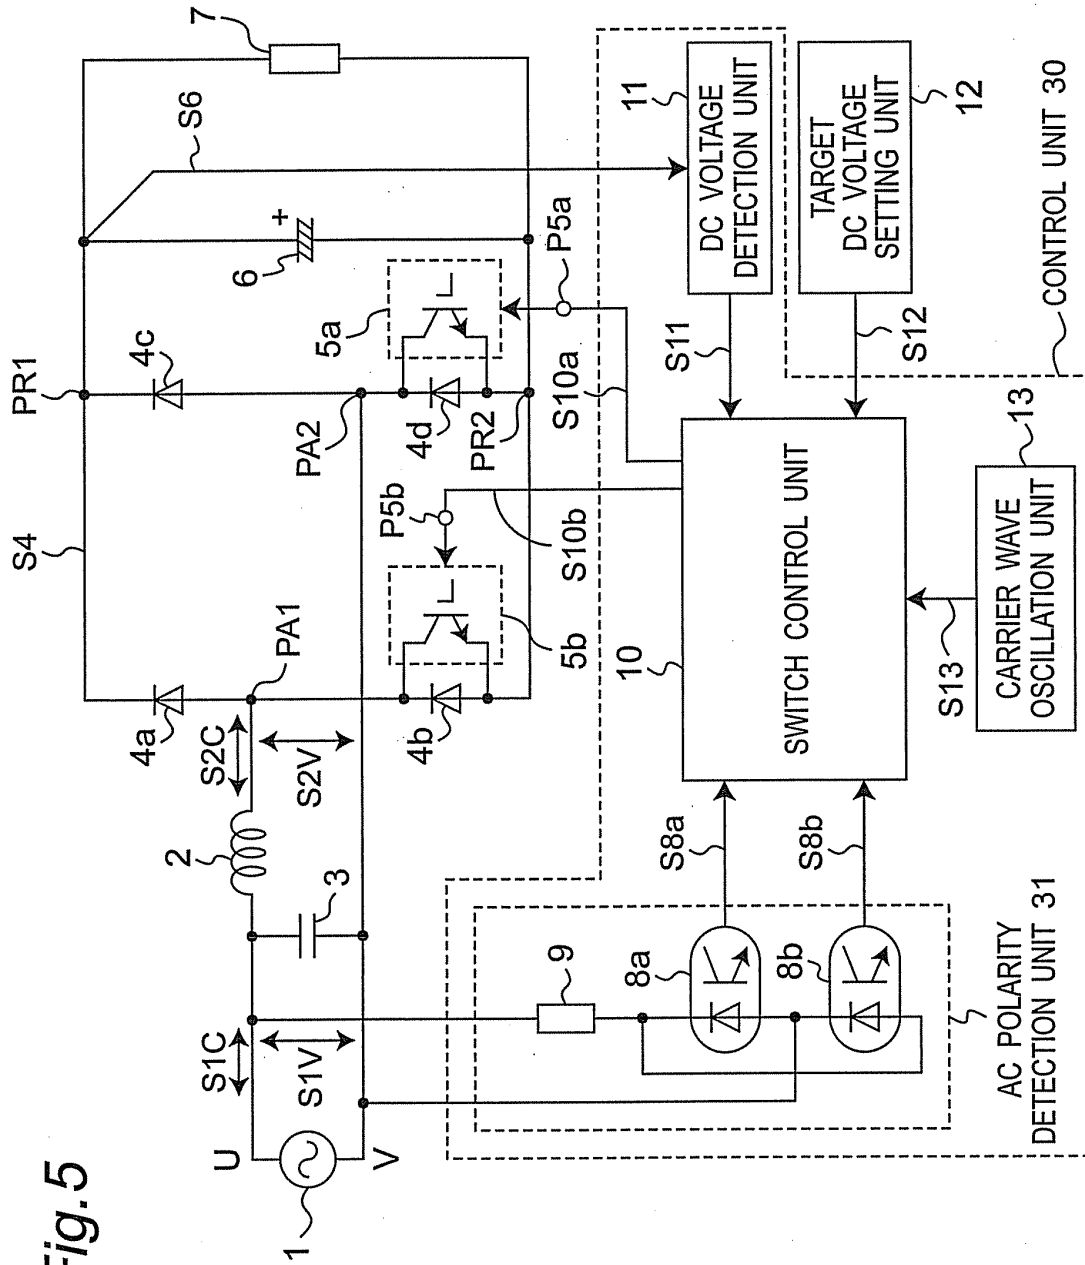 Fig.5
7
S6
PR1
4c
6
+
5a
P5a
S4
PA2
4d
PR2
S10a
P5b
S10b
PA1
5b
4a
4b
S2C
S2V
2
3
S1C
S1V
U
V
1
11
DC VOLTAGE
DETECTION UNIT
TARGET
DC VOLTAGE
SETTING UNIT
12
CONTROL UNIT 30
S11
S12
10
SWITCH CONTROL UNIT
13
CARRIER WAVE
OSCILLATION UNIT
S13
S8a
S8b
9
8a
8b
AC POLARITY
DETECTION UNIT 31